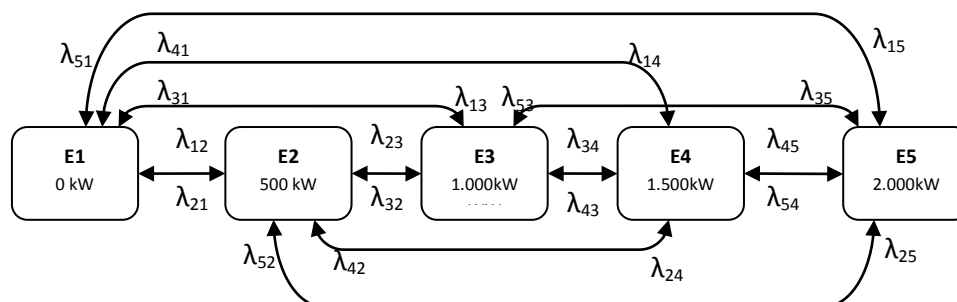 λ51 λ41 λ14 λ15
λ31 λ13 λ53 λ35
E1 E2 E3 E4 E5
0 kW 500 kW 1.000kW 1.500kW 2.000kW
λ12 λ23 λ34 λ45
λ21 λ32 λ43 λ54
λ52 λ42 λ24 λ25